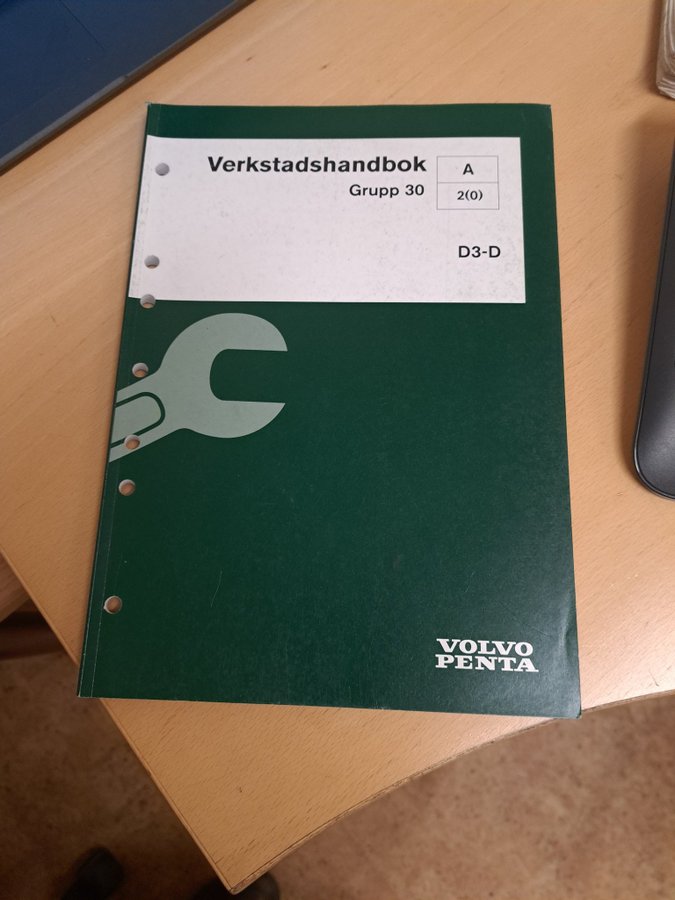 Verkstadshandbok
Grupp 30
A
2(0)
D3-D
VOLVO
PENTA